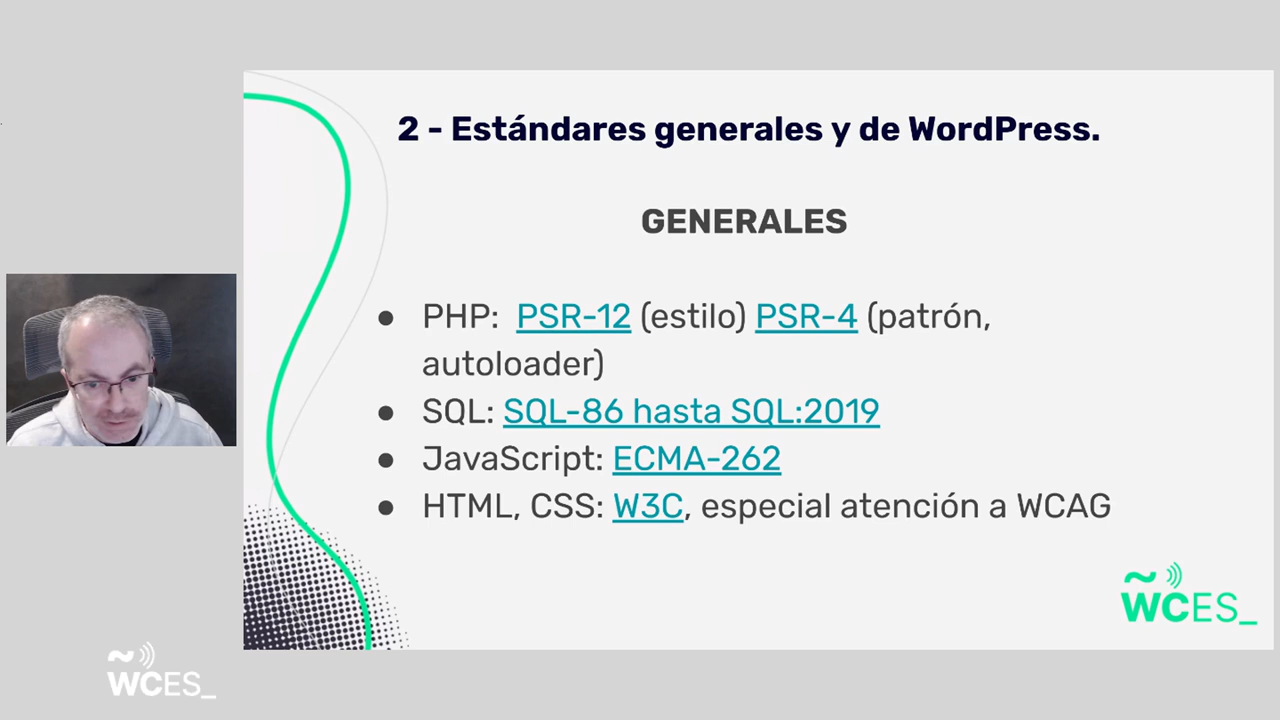 2 - Estándares generales y de WordPress.
GENERALES
● PHP: PSR-12 (estilo) PSR-4 (patrón,
autoloader)
● SQL: SQL-86 hasta SQL:2019
● JavaScript: ECMA-262
● HTML, CSS: W3C, especial atención a WCAG
~ WCES_
~ WCES_